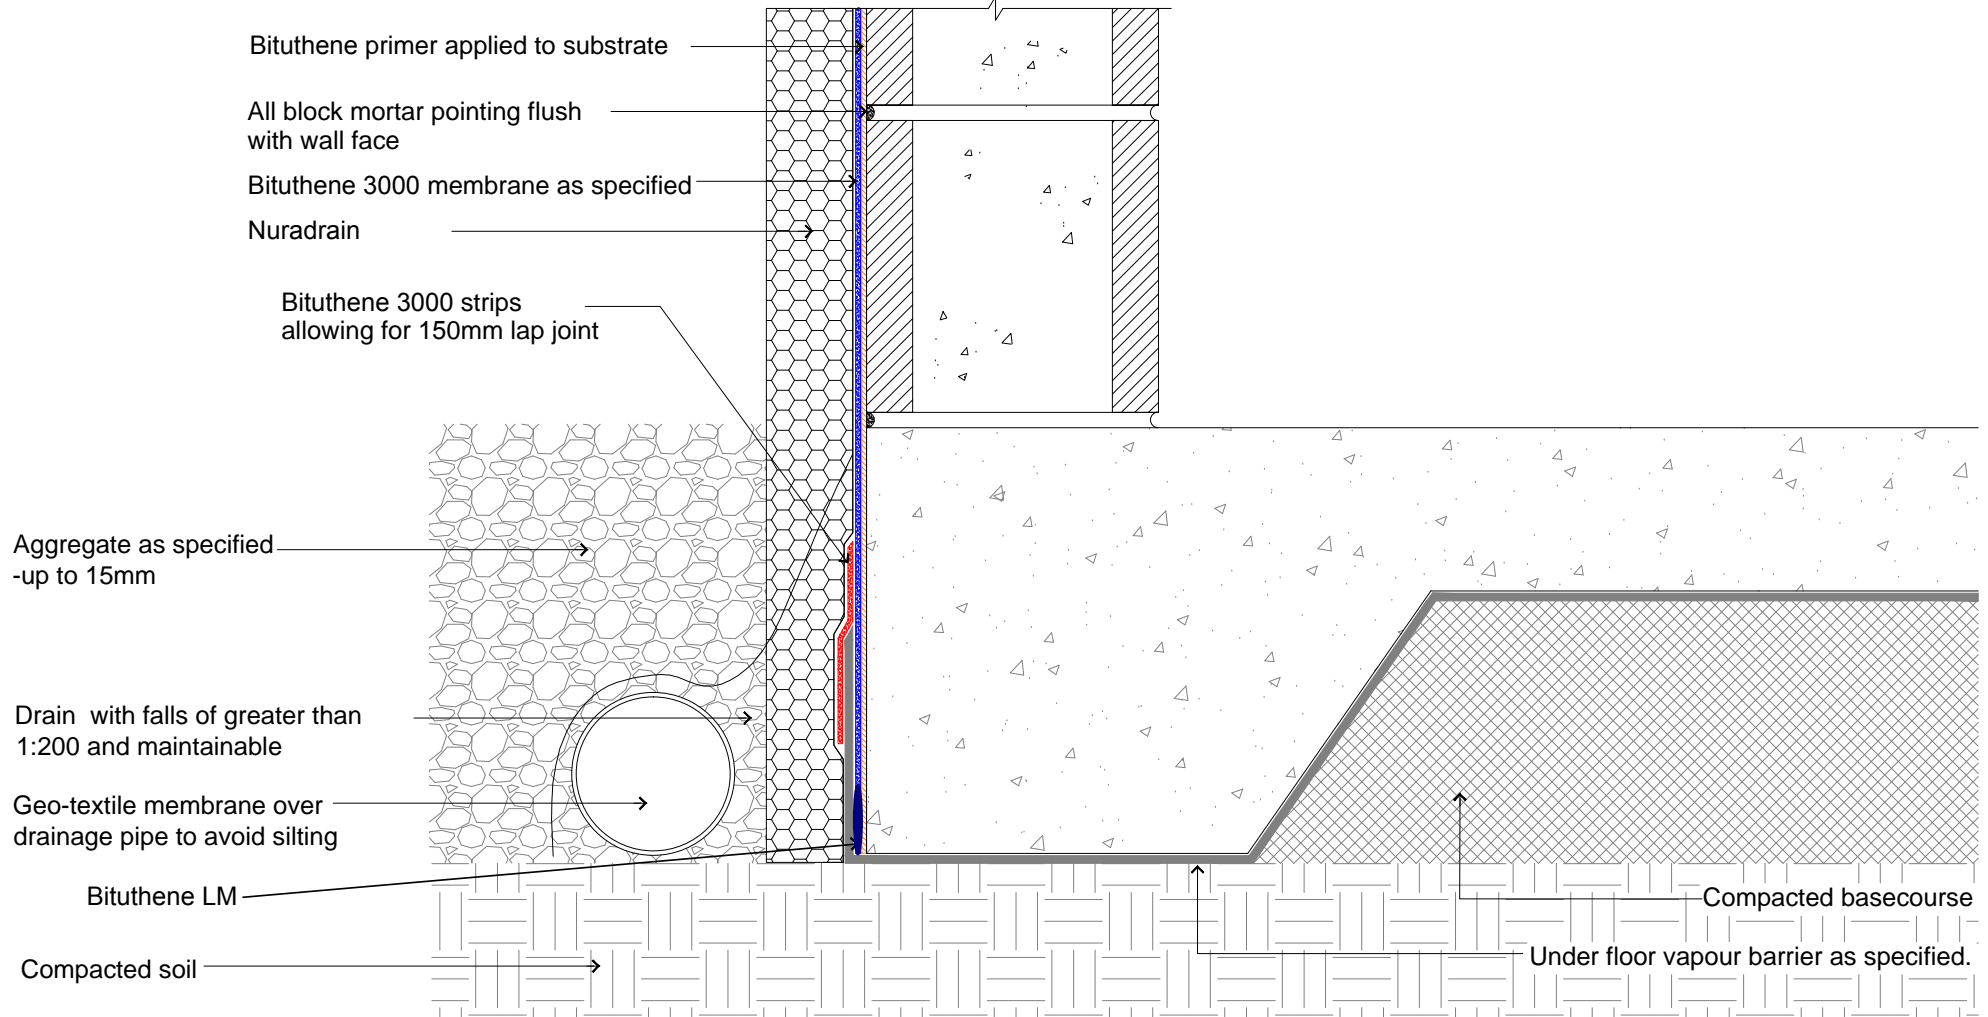 Bituthene primer applied to substrate
All block mortar pointing flush
with wall face
Bituthene 3000 membrane as specified
Nuradrain
Bituthene 3000 strips
allowing for 150mm lap joint
Aggregate as specified
-up to 15mm
Drain with falls of greater than
1:200 and maintainable
Geo-textile membrane over
drainage pipe to avoid silting
Bituthene LM
Compacted soil
Compacted basecourse
Under floor vapour barrier as specified.